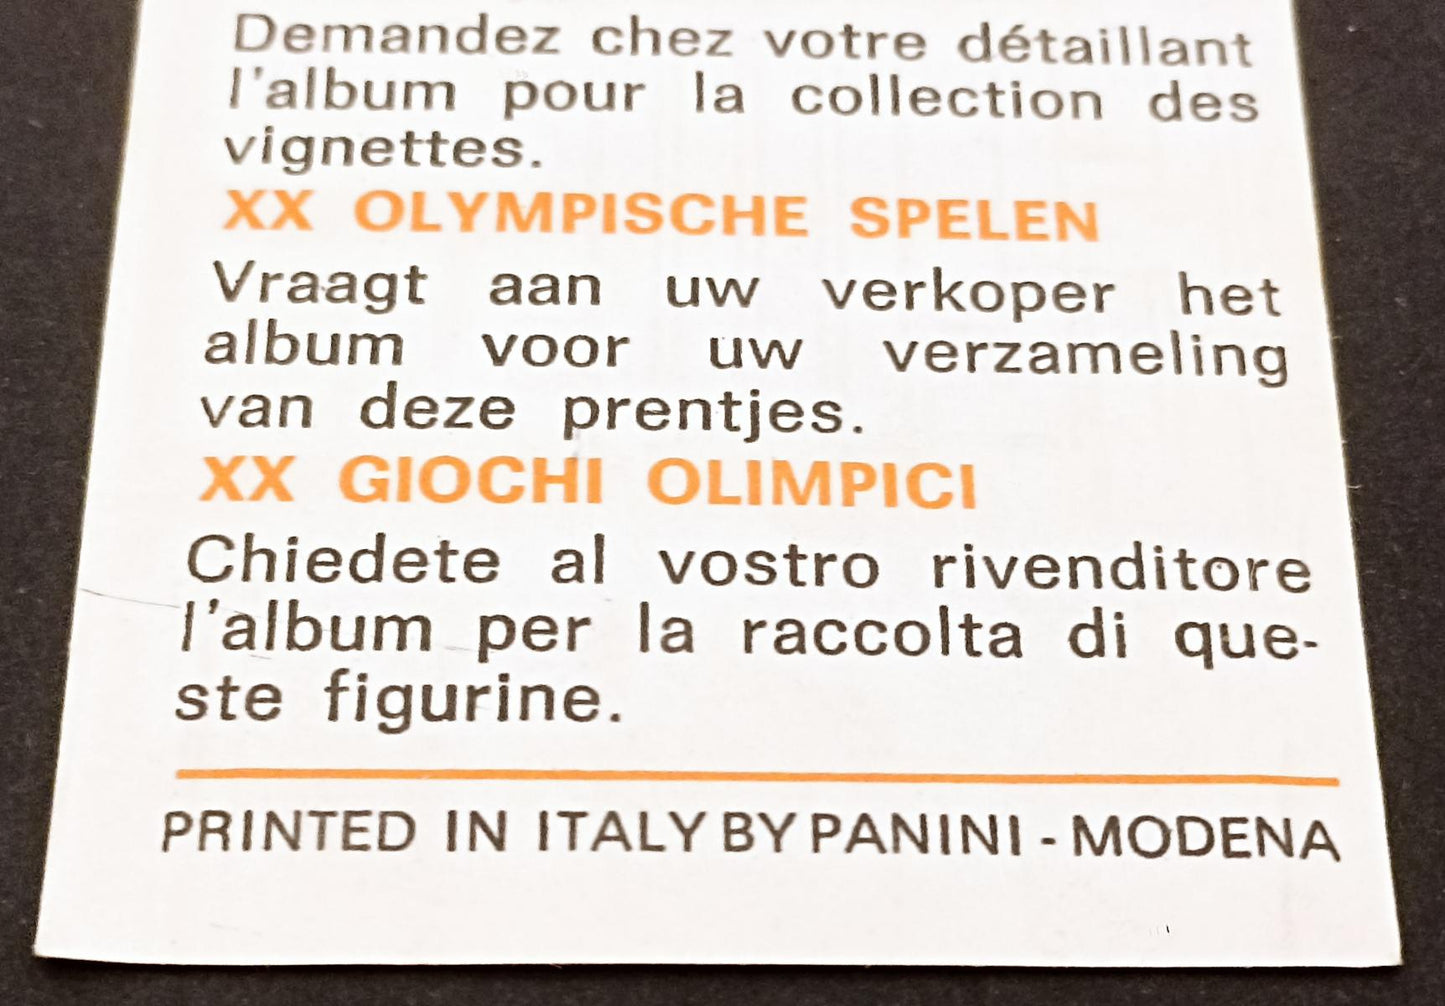 Demandez chez votre détaillant
l'album pour la collection des
vignettes.
XX OLYMPISCHE SPELEN
Vraagt aan uw verkoper het
album voor uw verzameling
van deze prentjes.
XX GIOCHI OLIMPICI
Chiedete al vostro rivenditore
l'album per la raccolta di que-
ste figurine.
PRINTED IN ITALY BY PANINI - MODENA